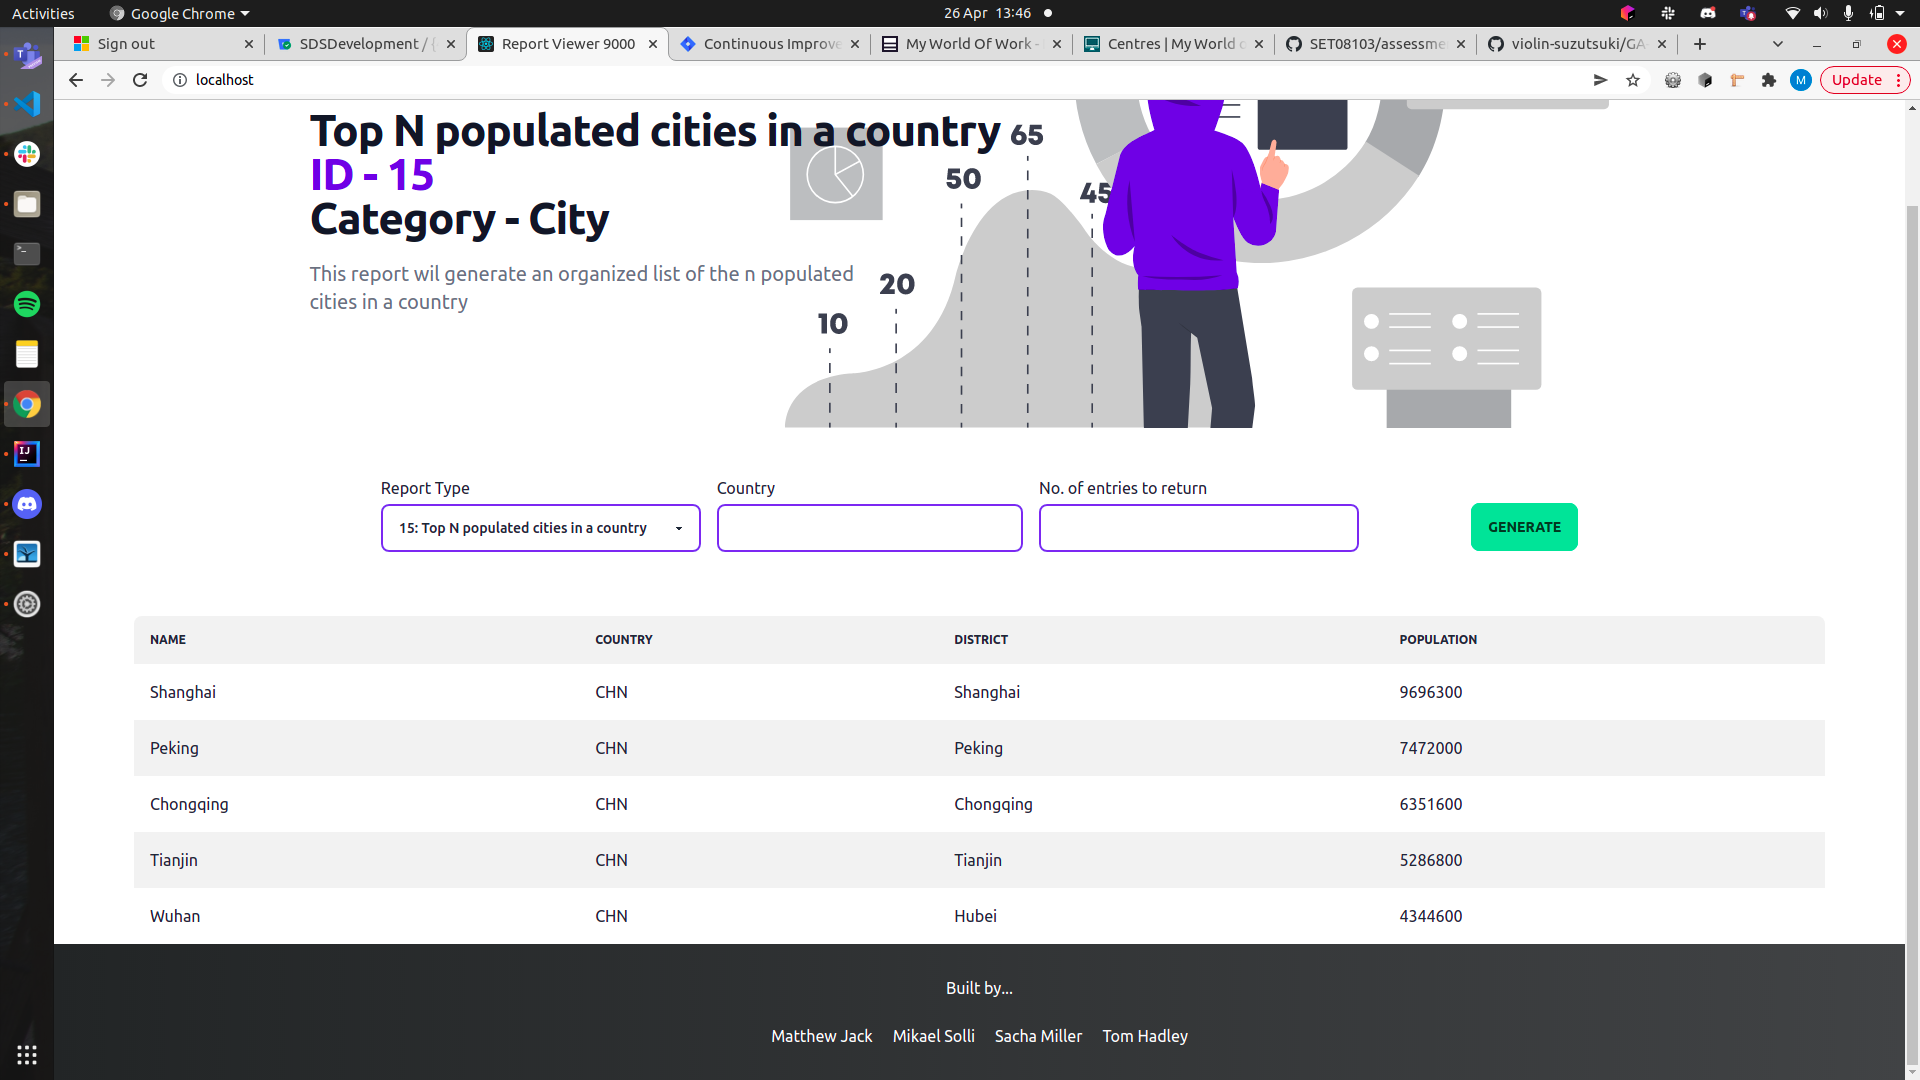 Activities
Google Chrome
26 Apr 13:46
Sign out
SDSDevelopment / {
Report Viewer 9000
Continuous Improve
My World Of Work -
Centres | My World o
SET08103/assessme
violin-suzutsuki/GA
localhost
M
Update
Top N populated cities in a country
ID - 15
Category - City
This report wil generate an organized list of the n populated
cities in a country
10
20
50
65
45
Report Type
Country
No. of entries to return
15: Top N populated cities in a country
GENERATE
NAME COUNTRY DISTRICT POPULATION
Shanghai CHN Shanghai 9696300
Peking CHN Peking 7472000
Chongqing CHN Chongqing 6351600
Tianjin CHN Tianjin 5286800
Wuhan CHN Hubei 4344600
Built by...
Matthew Jack Mikael Solli Sacha Miller Tom Hadley
IJ